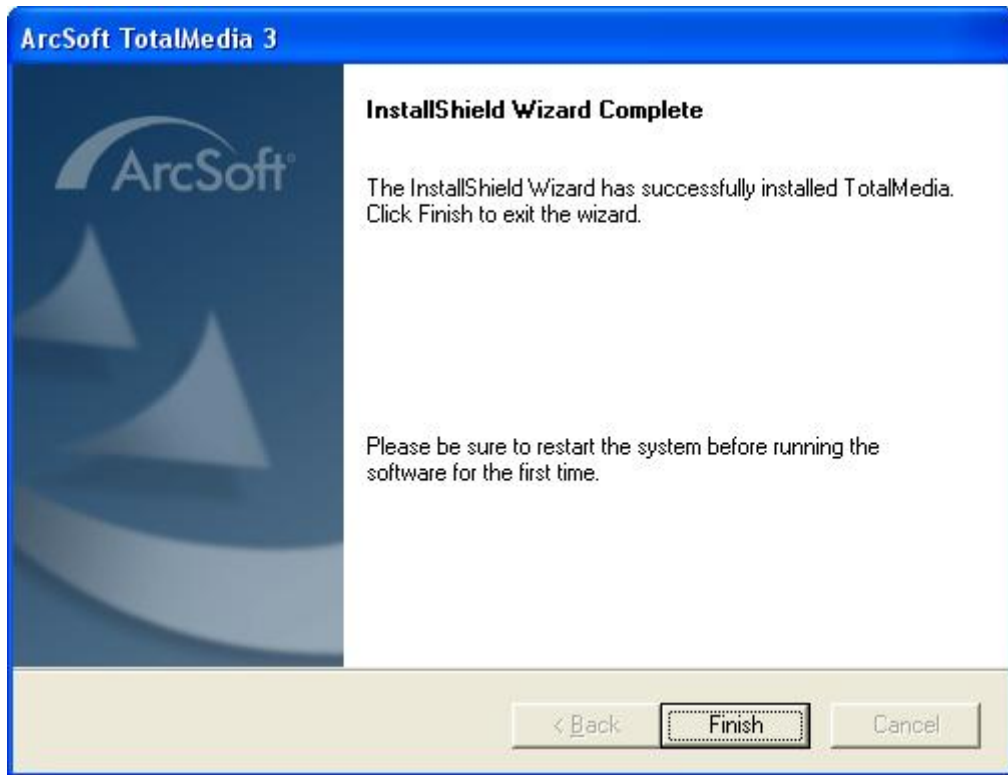 ArcSoft TotalMedia 3
ArcSoft®
InstallShield Wizard Complete
The InstallShield Wizard has successfully installed TotalMedia.
Click Finish to exit the wizard.
Please be sure to restart the system before running the
software for the first time.
< Back
Finish
Cancel